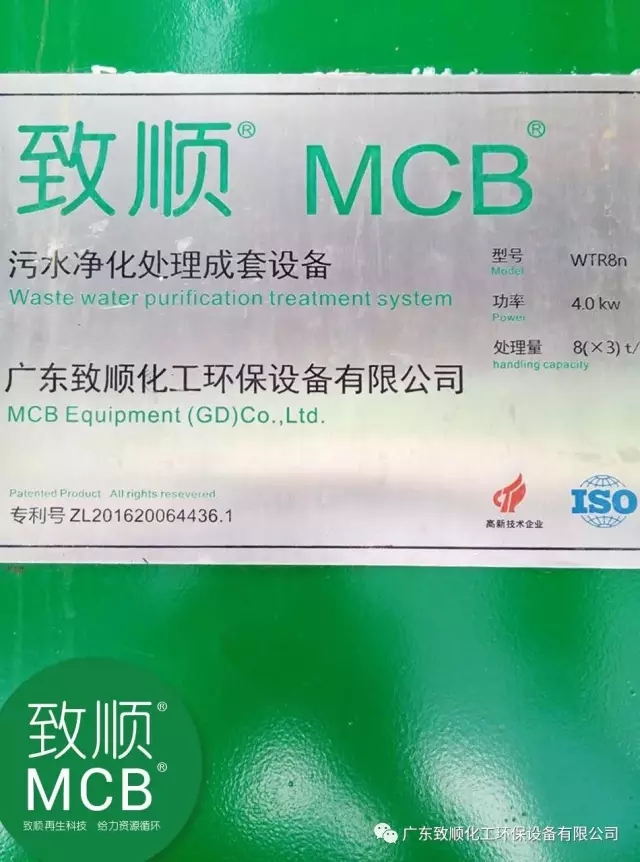 致顺® MCB®
污水净化处理成套设备
Waste water purification treatment system
型号 WTR8n
Model
功率 4.0 kw
Power
处理量 8(×3) t/
handling capacity
广东致顺化工环保设备有限公司
MCB Equipment (GD)Co.,Ltd.
Patented Product All rights resevered
专利号 ZL201620064436.1
高新技术企业
ISO
致顺®
MCB®
致顺再生科技 给力资源循环
广东致顺化工环保设备有限公司